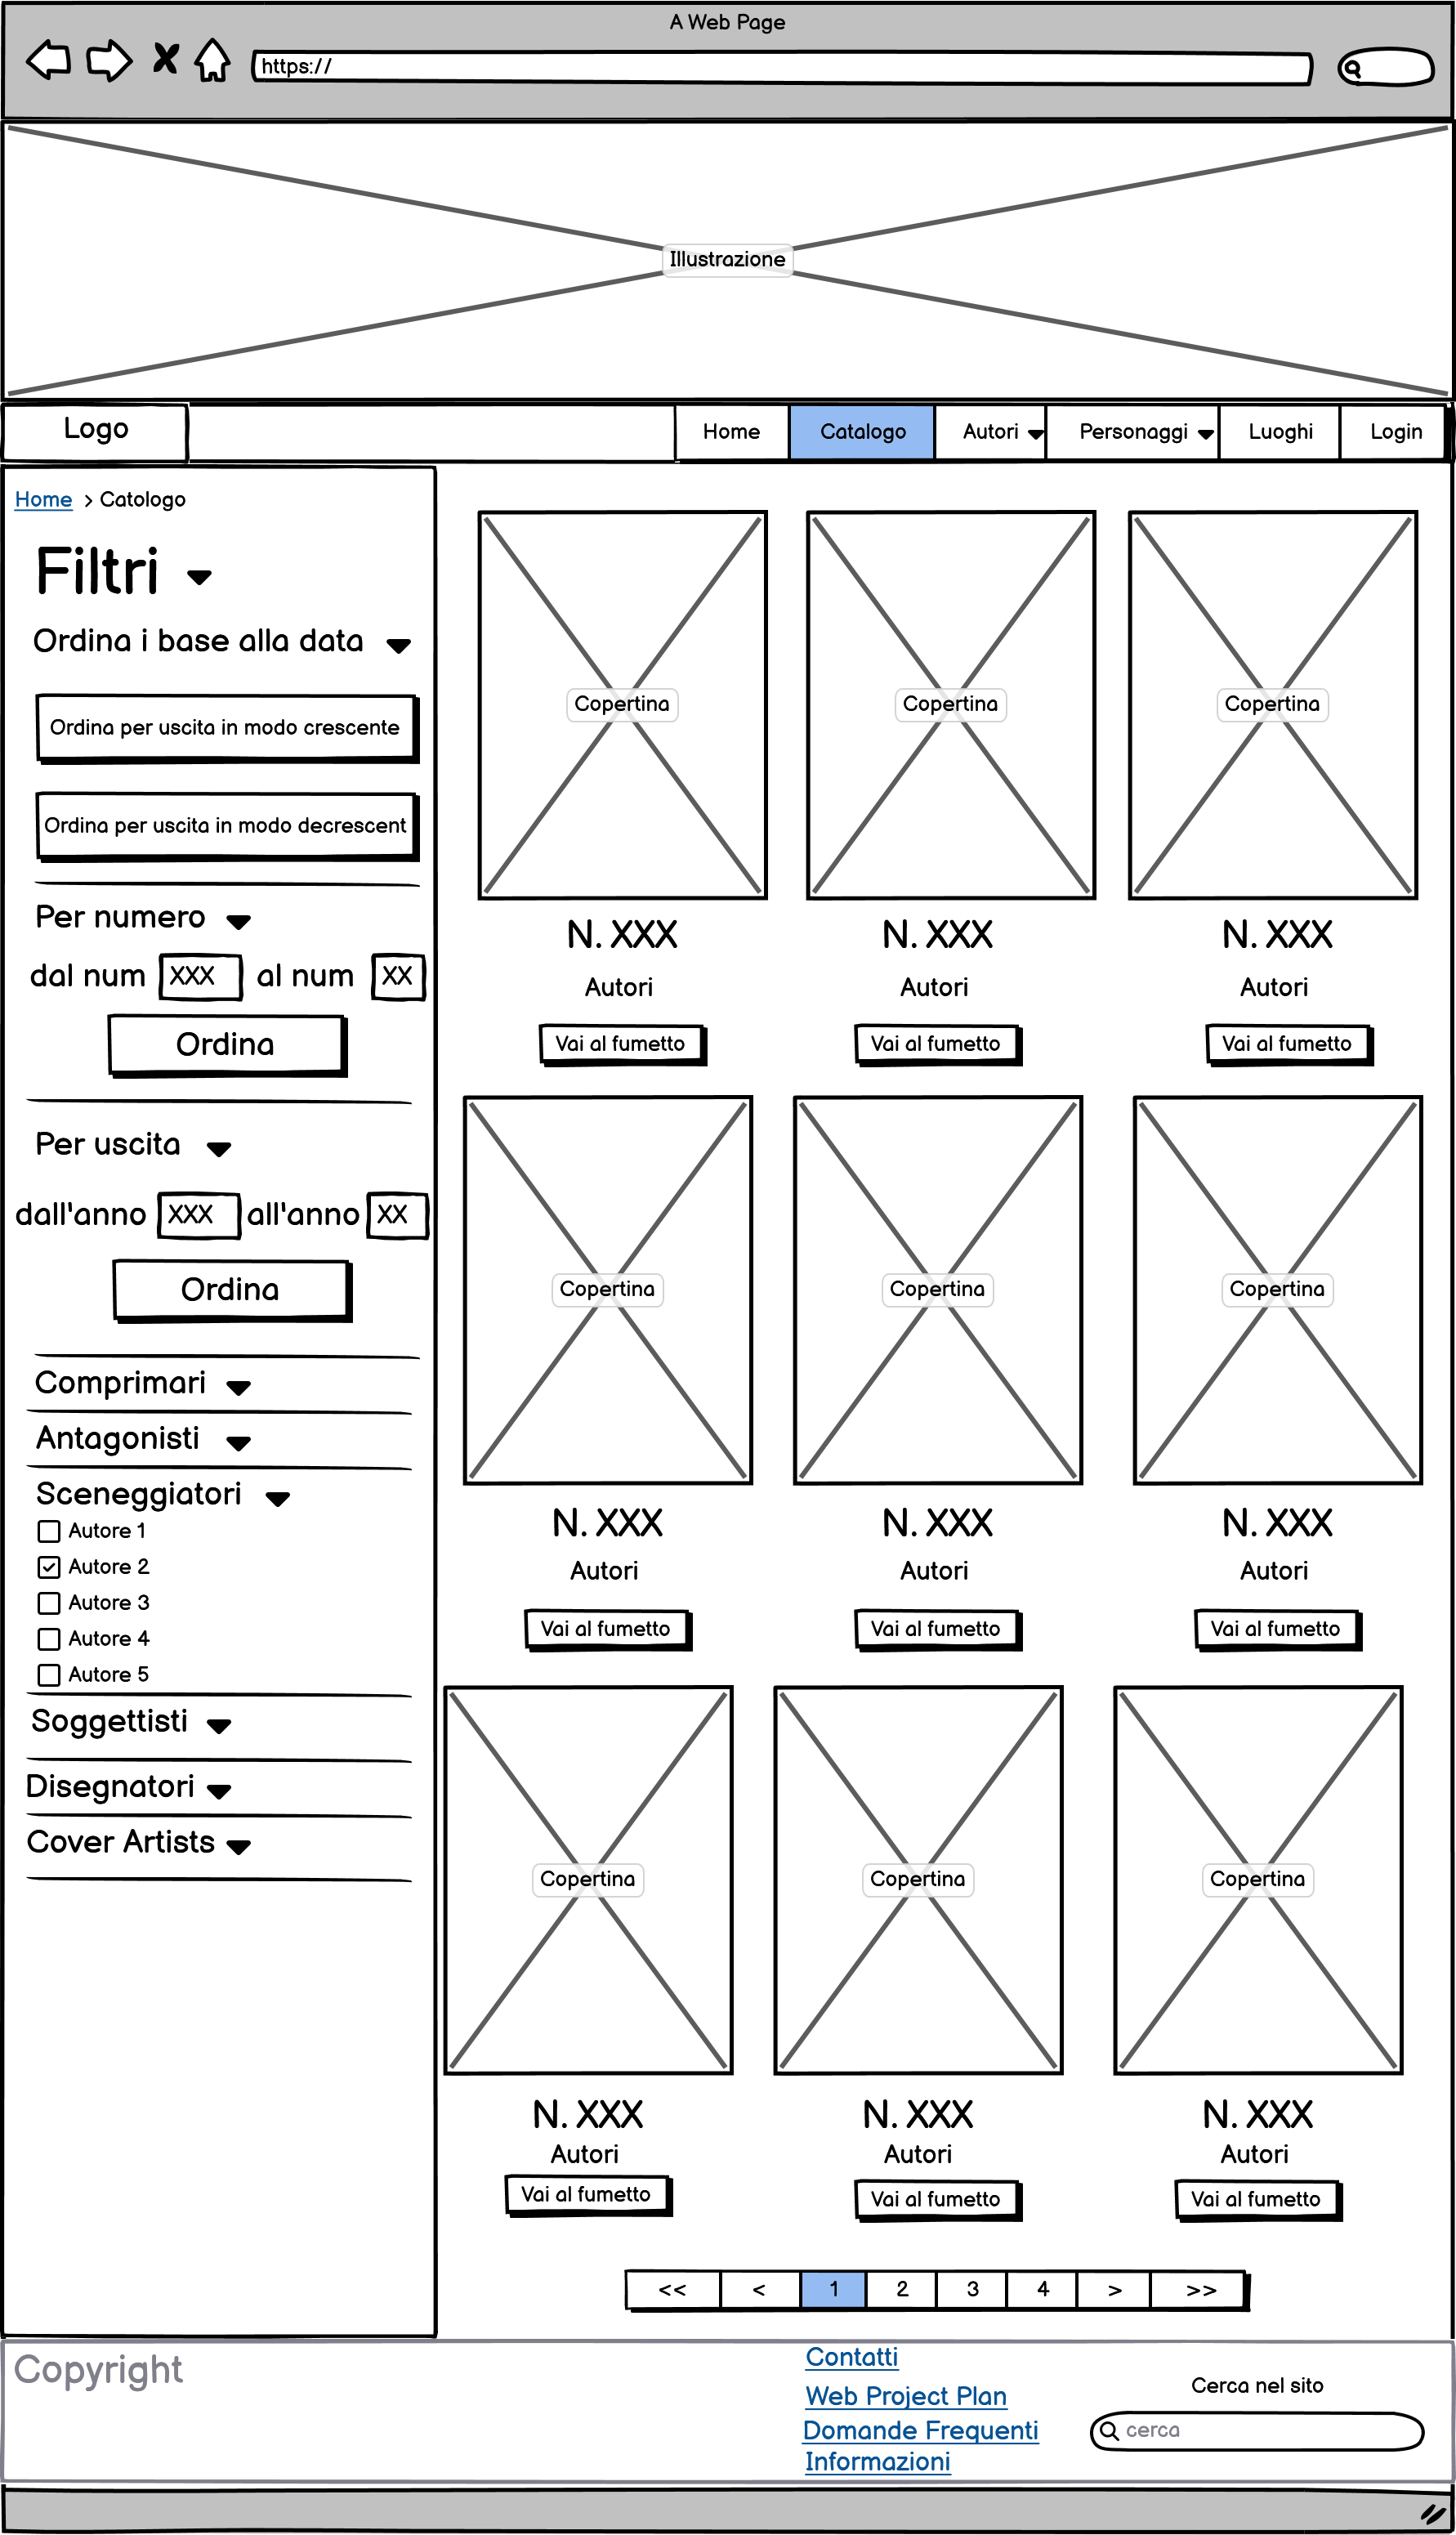 A Web Page
https://
Illustrazione
Logo
Home Catalogo Autori Personaggi Luoghi Login
Home > Catologo
Filtri
Ordina i base alla data
Ordina per uscita in modo crescente
Ordina per uscita in modo decrescent
Per numero
dal num XXX al num XX
Ordina
Per uscita
dall'anno XXX all'anno XX
Ordina
Comprimari
Antagonisti
Sceneggiatori
Autore 1
Autore 2
Autore 3
Autore 4
Autore 5
Soggettisti
Disegnatori
Cover Artists
Copertina Copertina Copertina
N. XXX N. XXX N. XXX
Autori Autori Autori
Vai al fumetto Vai al fumetto Vai al fumetto
Copertina Copertina Copertina
N. XXX N. XXX N. XXX
Autori Autori Autori
Vai al fumetto Vai al fumetto Vai al fumetto
Copertina Copertina Copertina
N. XXX N. XXX N. XXX
Autori Autori Autori
Vai al fumetto Vai al fumetto Vai al fumetto
<< < 1 2 3 4 > >>
Copyright
Contatti
Web Project Plan
Domande Frequenti
Informazioni
Cerca nel sito
cerca